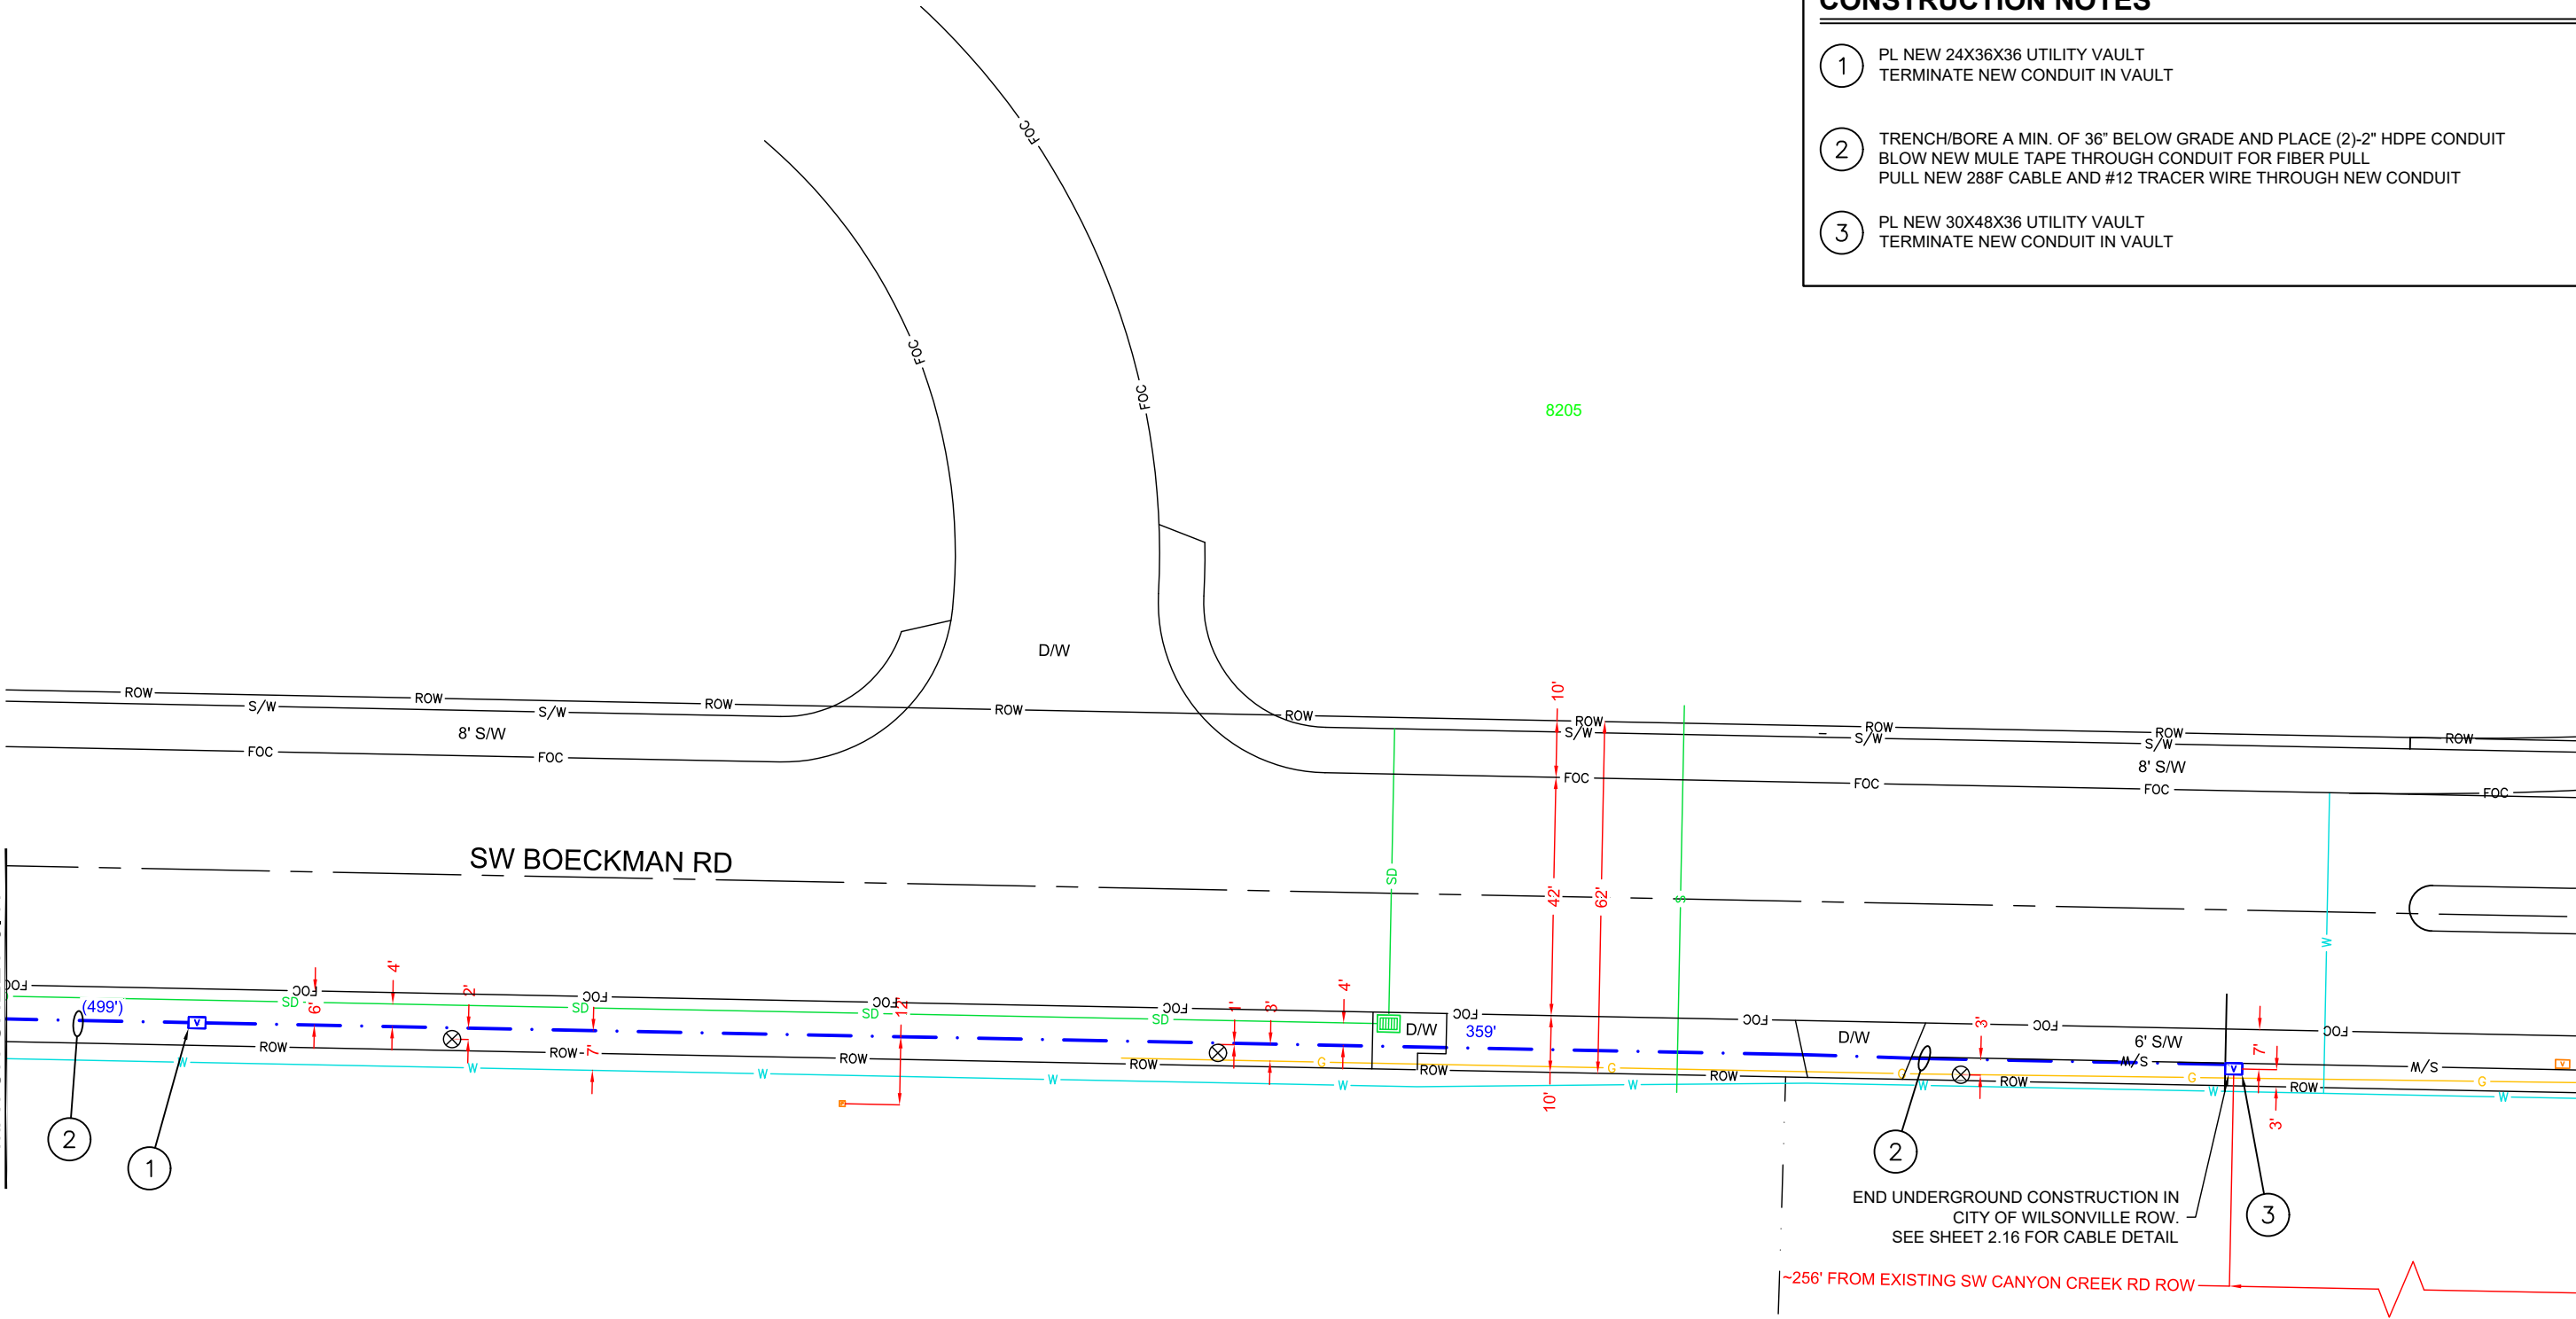 CONSTRUCTION NOTES
1 PL NEW 24X36X36 UTILITY VAULT
TERMINATE NEW CONDUIT IN VAULT
2 TRENCH/BORE A MIN. OF 36” BELOW GRADE AND PLACE (2)-2" HDPE CONDUIT
BLOW NEW MULE TAPE THROUGH CONDUIT FOR FIBER PULL
PULL NEW 288F CABLE AND #12 TRACER WIRE THROUGH NEW CONDUIT
3 PL NEW 30X48X36 UTILITY VAULT
TERMINATE NEW CONDUIT IN VAULT
FOC
FOC
FOC
8205
D/W
ROW ROW ROW ROW ROW ROW ROW ROW ROW
S/W S/W S/W S/W S/W
8' S/W
8' S/W
FOC FOC FOC FOC FOC FOC
10'
42'
62'
10'
SW BOECKMAN RD
SD
S
W
FOC FOC FOC FOC FOC FOC FOC FOC FOC
SD SD SD SD
(499')
V
6'
4'
2'
7'
12'
1'
3'
4'
D/W
359'
D/W
3'
6' S/W
7'
3'
S/W S/W
V
V
ROW ROW ROW ROW ROW ROW ROW ROW
G G G G G
W W W W W W W W W
2
1
2
3
END UNDERGROUND CONSTRUCTION IN
CITY OF WILSONVILLE ROW.
SEE SHEET 2.16 FOR CABLE DETAIL
~256' FROM EXISTING SW CANYON CREEK RD ROW